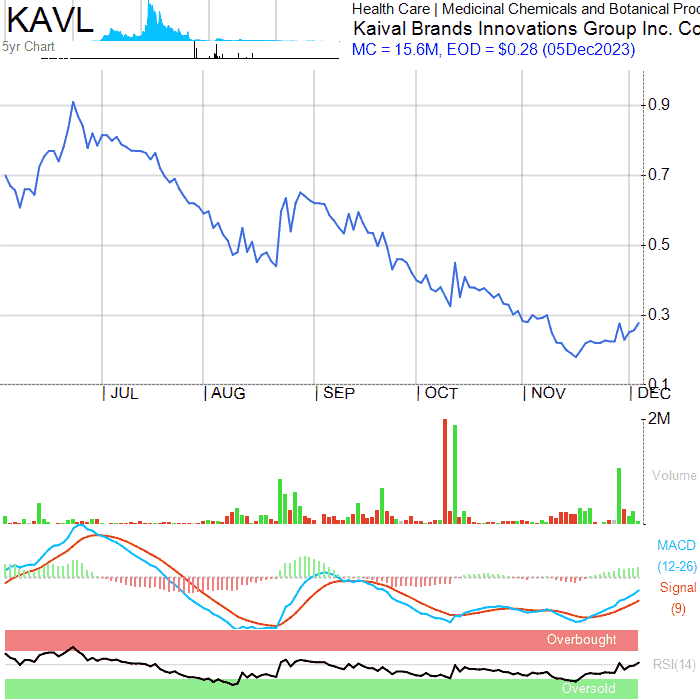 KAVL
5yr Chart
Health Care | Medicinal Chemicals and Botanical Proc
Kaival Brands Innovations Group Inc. Co
MC = 15.6M, EOD = $0.28 (05Dec2023)
0.9
0.7
0.5
0.3
0.1
JUL AUG SEP OCT NOV DEC
2M
Volume
MACD
(12-26)
Signal
(9)
Overbought
RSI(14)
Oversold